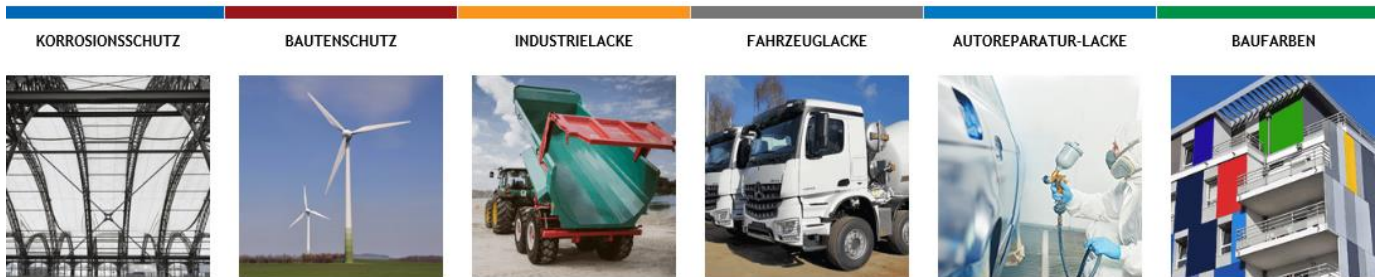 KORROSIONSSCHUTZ
BAUTENSCHUTZ
INDUSTRIELACKE
FAHRZEUGLACKE
AUTOREPARATUR-LACKE
BAUFARBEN